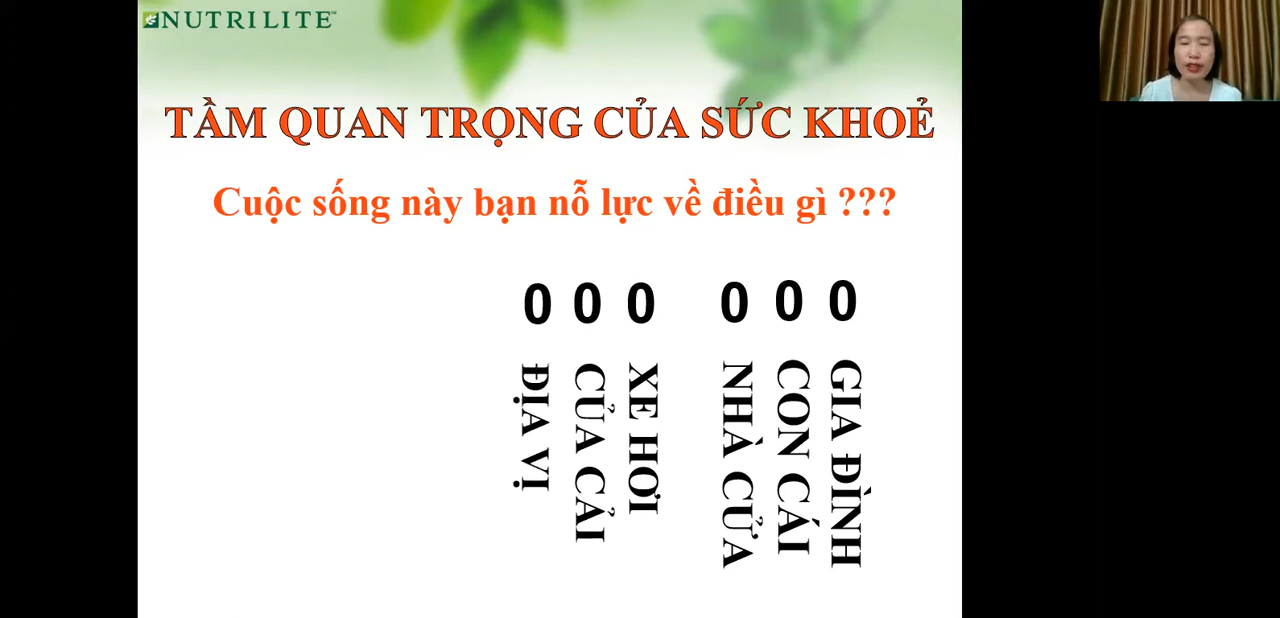 NUTRILITE™
TẦM QUAN TRỌNG CỦA SỨC KHOẺ
Cuộc sống này bạn nỗ lực về điều gì ???
0 0 0 0 0 0
ĐỊA VỊ
CỦA CẢI
XE HƠI
NHÀ CỬA
CON CÁI
GIA ĐÌNH